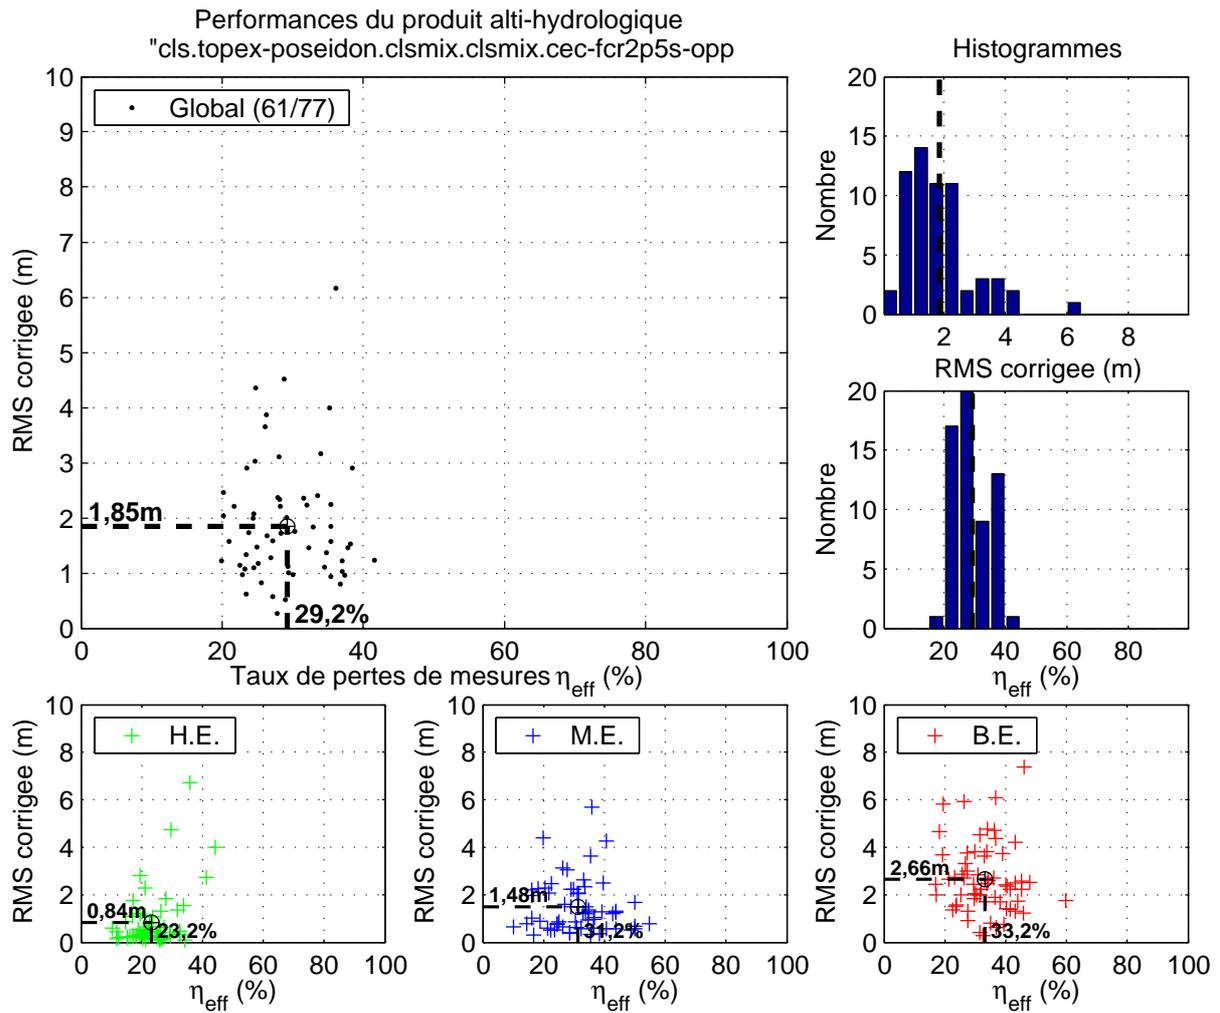 Performances du produit alti-hydrologique
"cls.topex-poseidon.clsmix.clsmix.cec-fcr2p5s-opp
Histogrammes
Global (61/77)
RMS corrigee (m)
10
9
8
7
6
5
4
3
2
1
0
1,85m
29,2%
0 20 40 60 80 100
Taux de pertes de mesures ηeff (%)
Nombre
20
15
10
5
0
2 4 6 8
RMS corrigee (m)
Nombre
20
15
10
5
0
20 40 60 80
ηeff (%)
H.E.
RMS corrigee (m)
10
8
6
4
2
0
0,84m
23,2%
0 20 40 60 80 100
ηeff (%)
M.E.
RMS corrigee (m)
10
8
6
4
2
0
1,48m
31,2%
0 20 40 60 80 100
ηeff (%)
B.E.
RMS corrigee (m)
10
8
6
4
2
0
2,66m
33,2%
0 20 40 60 80 100
ηeff (%)